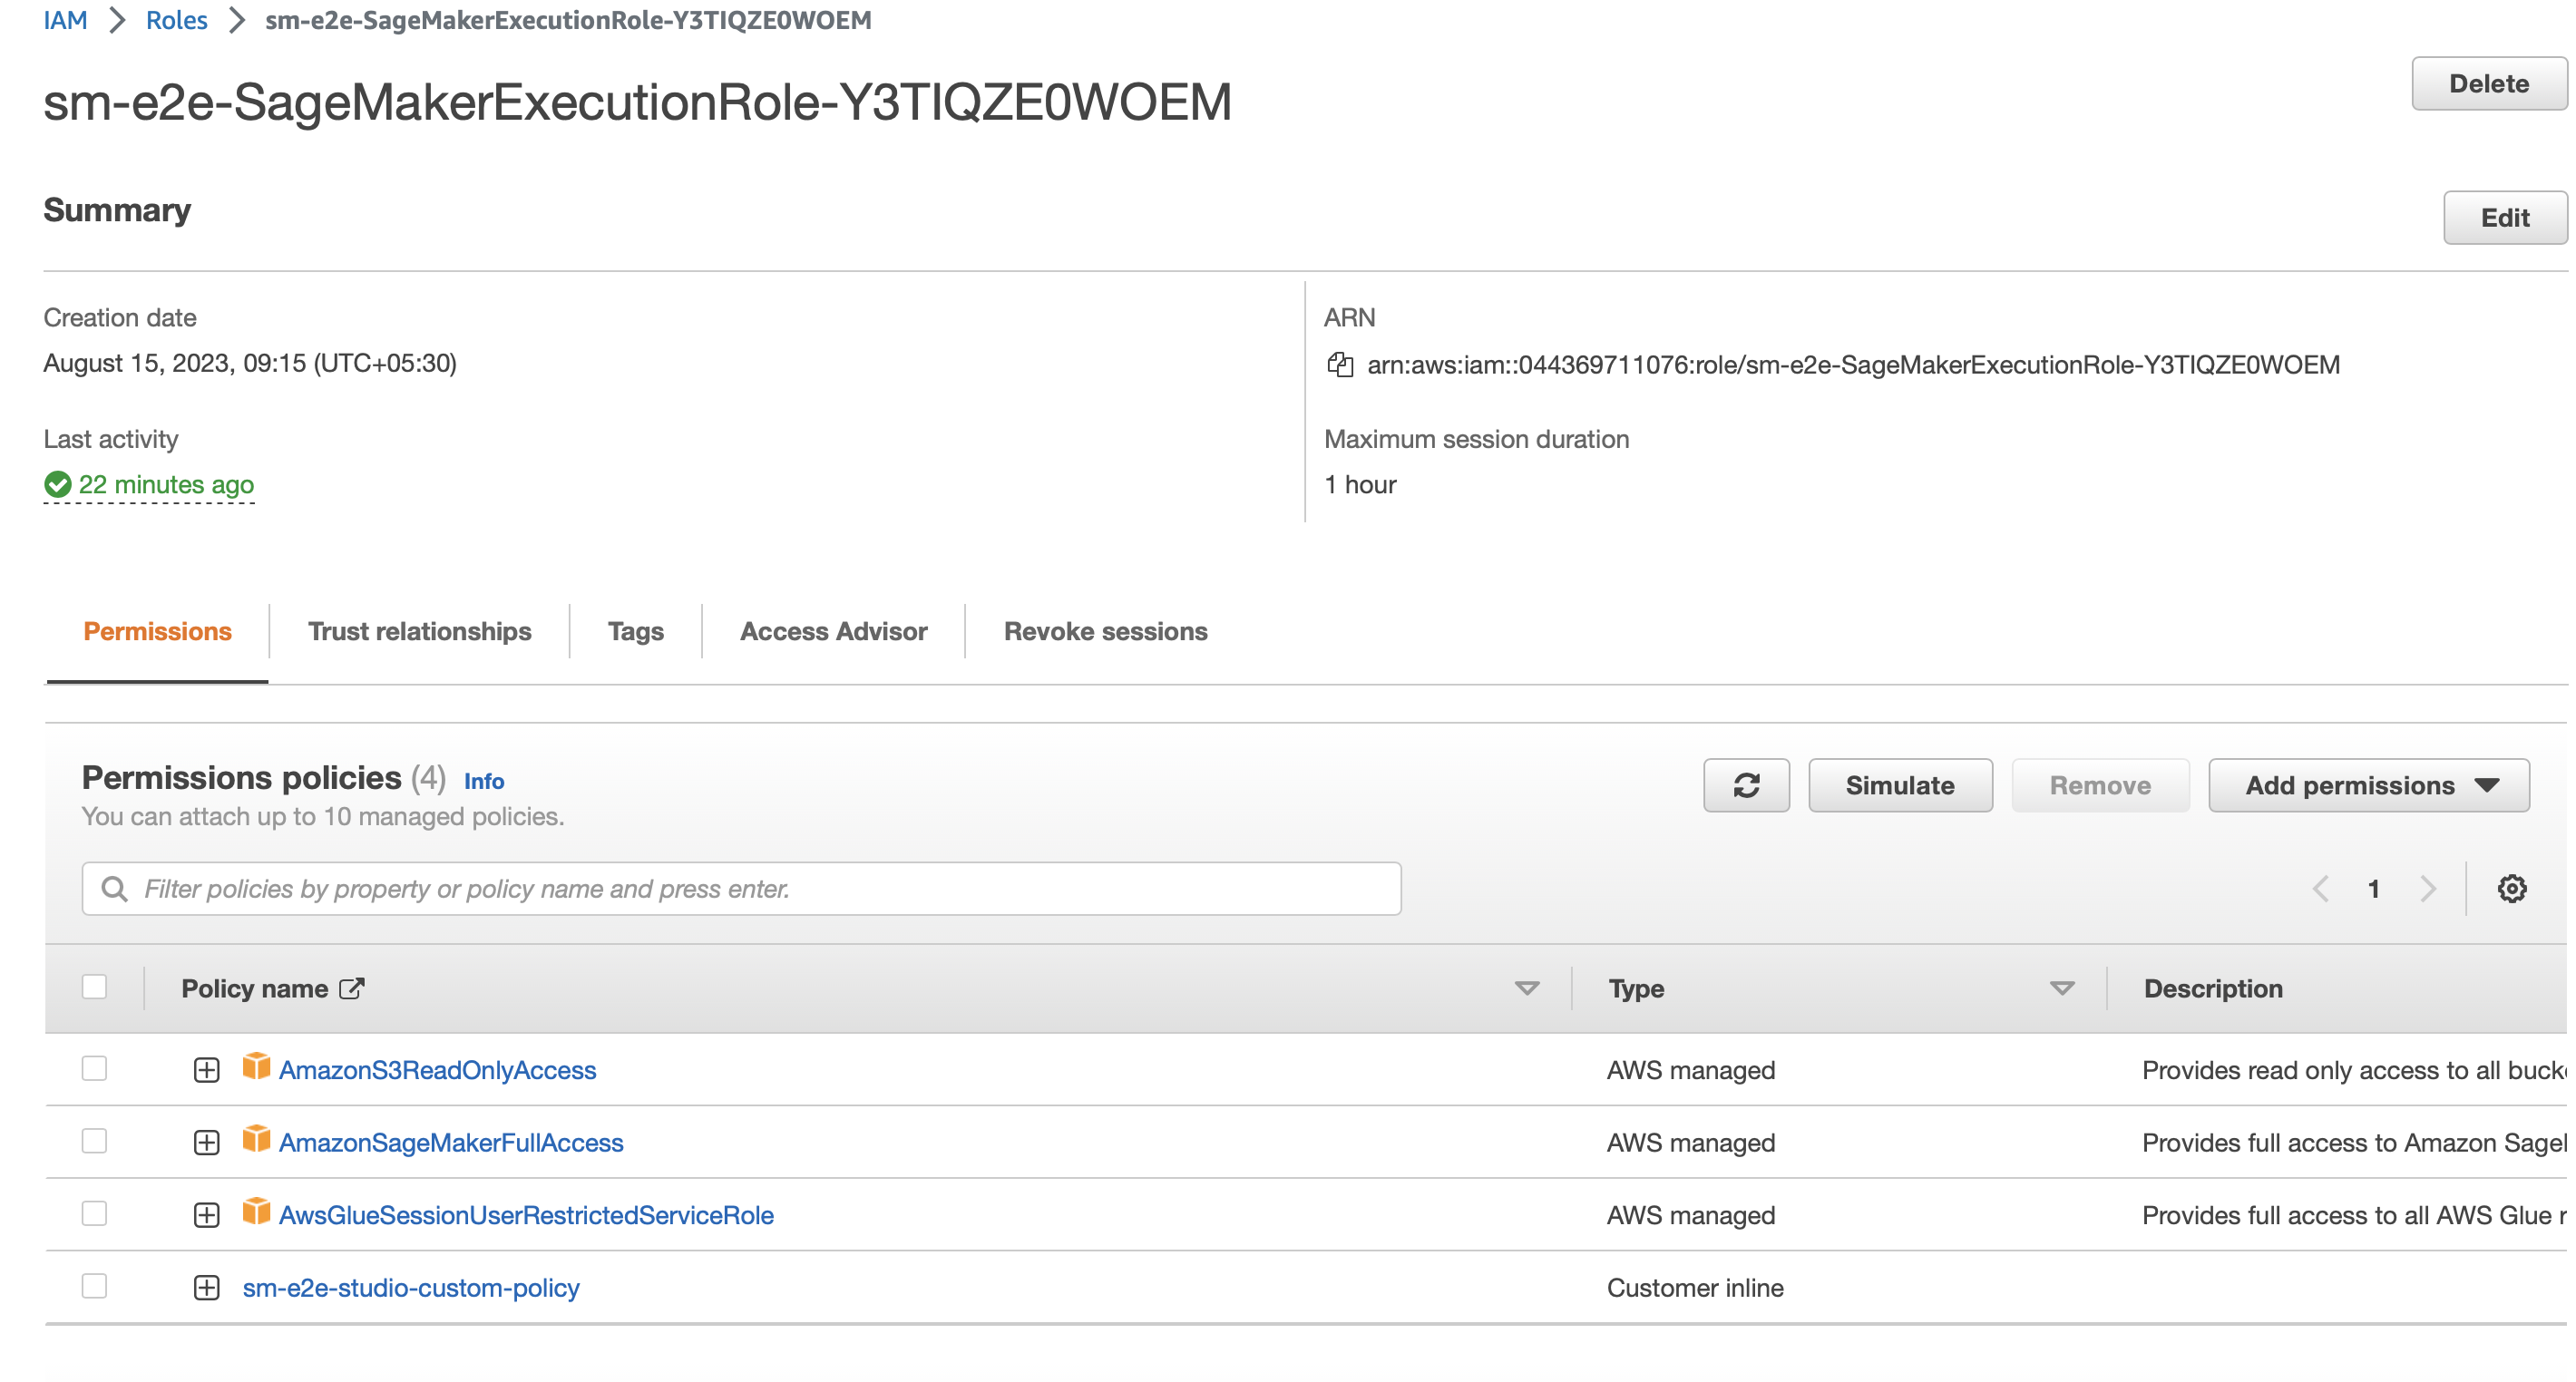 IAM > Roles > sm-e2e-SageMakerExecutionRole-Y3TIQZE0WOEM
sm-e2e-SageMakerExecutionRole-Y3TIQZE0WOEM
Delete
Summary
Edit
Creation date
August 15, 2023, 09:15 (UTC+05:30)
ARN
arn:aws:iam::044369711076:role/sm-e2e-SageMakerExecutionRole-Y3TIQZE0WOEM
Last activity
22 minutes ago
Maximum session duration
1 hour
Permissions Trust relationships Tags Access Advisor Revoke sessions
Permissions policies (4) Info
You can attach up to 10 managed policies.
Simulate Remove Add permissions
Filter policies by property or policy name and press enter.
1
Policy name Type Description
AmazonS3ReadOnlyAccess AWS managed Provides read only access to all
AmazonSageMakerFullAccess AWS managed Provides full access to Amazon
AwsGlueSessionUserRestrictedServiceRole AWS managed Provides full access to all AWS Glue
sm-e2e-studio-custom-policy Customer inline